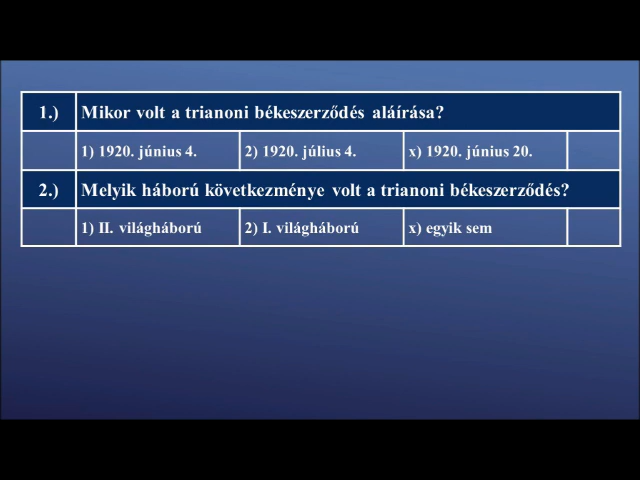 1.) Mikor volt a trianoni békeszerződés aláírása?
1) 1920. június 4. 2) 1920. július 4. x) 1920. június 20.
2.) Melyik háború következménye volt a trianoni békeszerződés?
1) II. világháború 2) I. világháború x) egyik sem